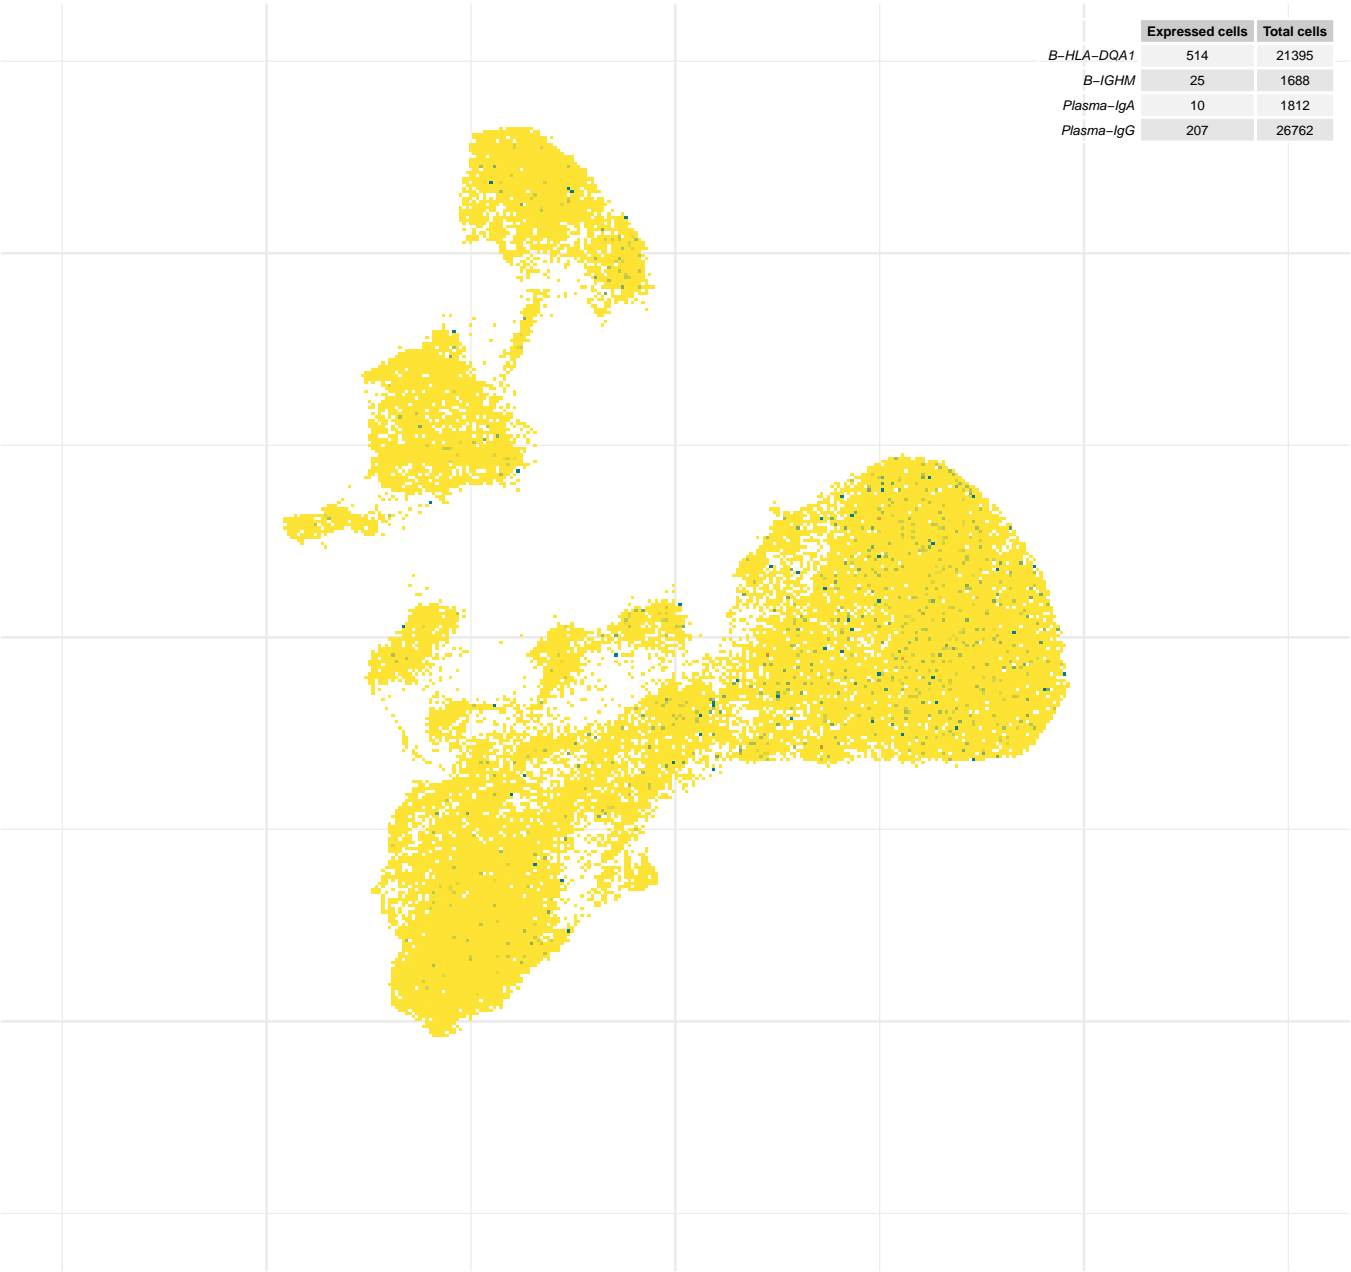 Expressed cells Total cells
B−HLA−DQA1 514 21395
B−IGHM 25 1688
Plasma−IgA 10 1812
Plasma−IgG 207 26762